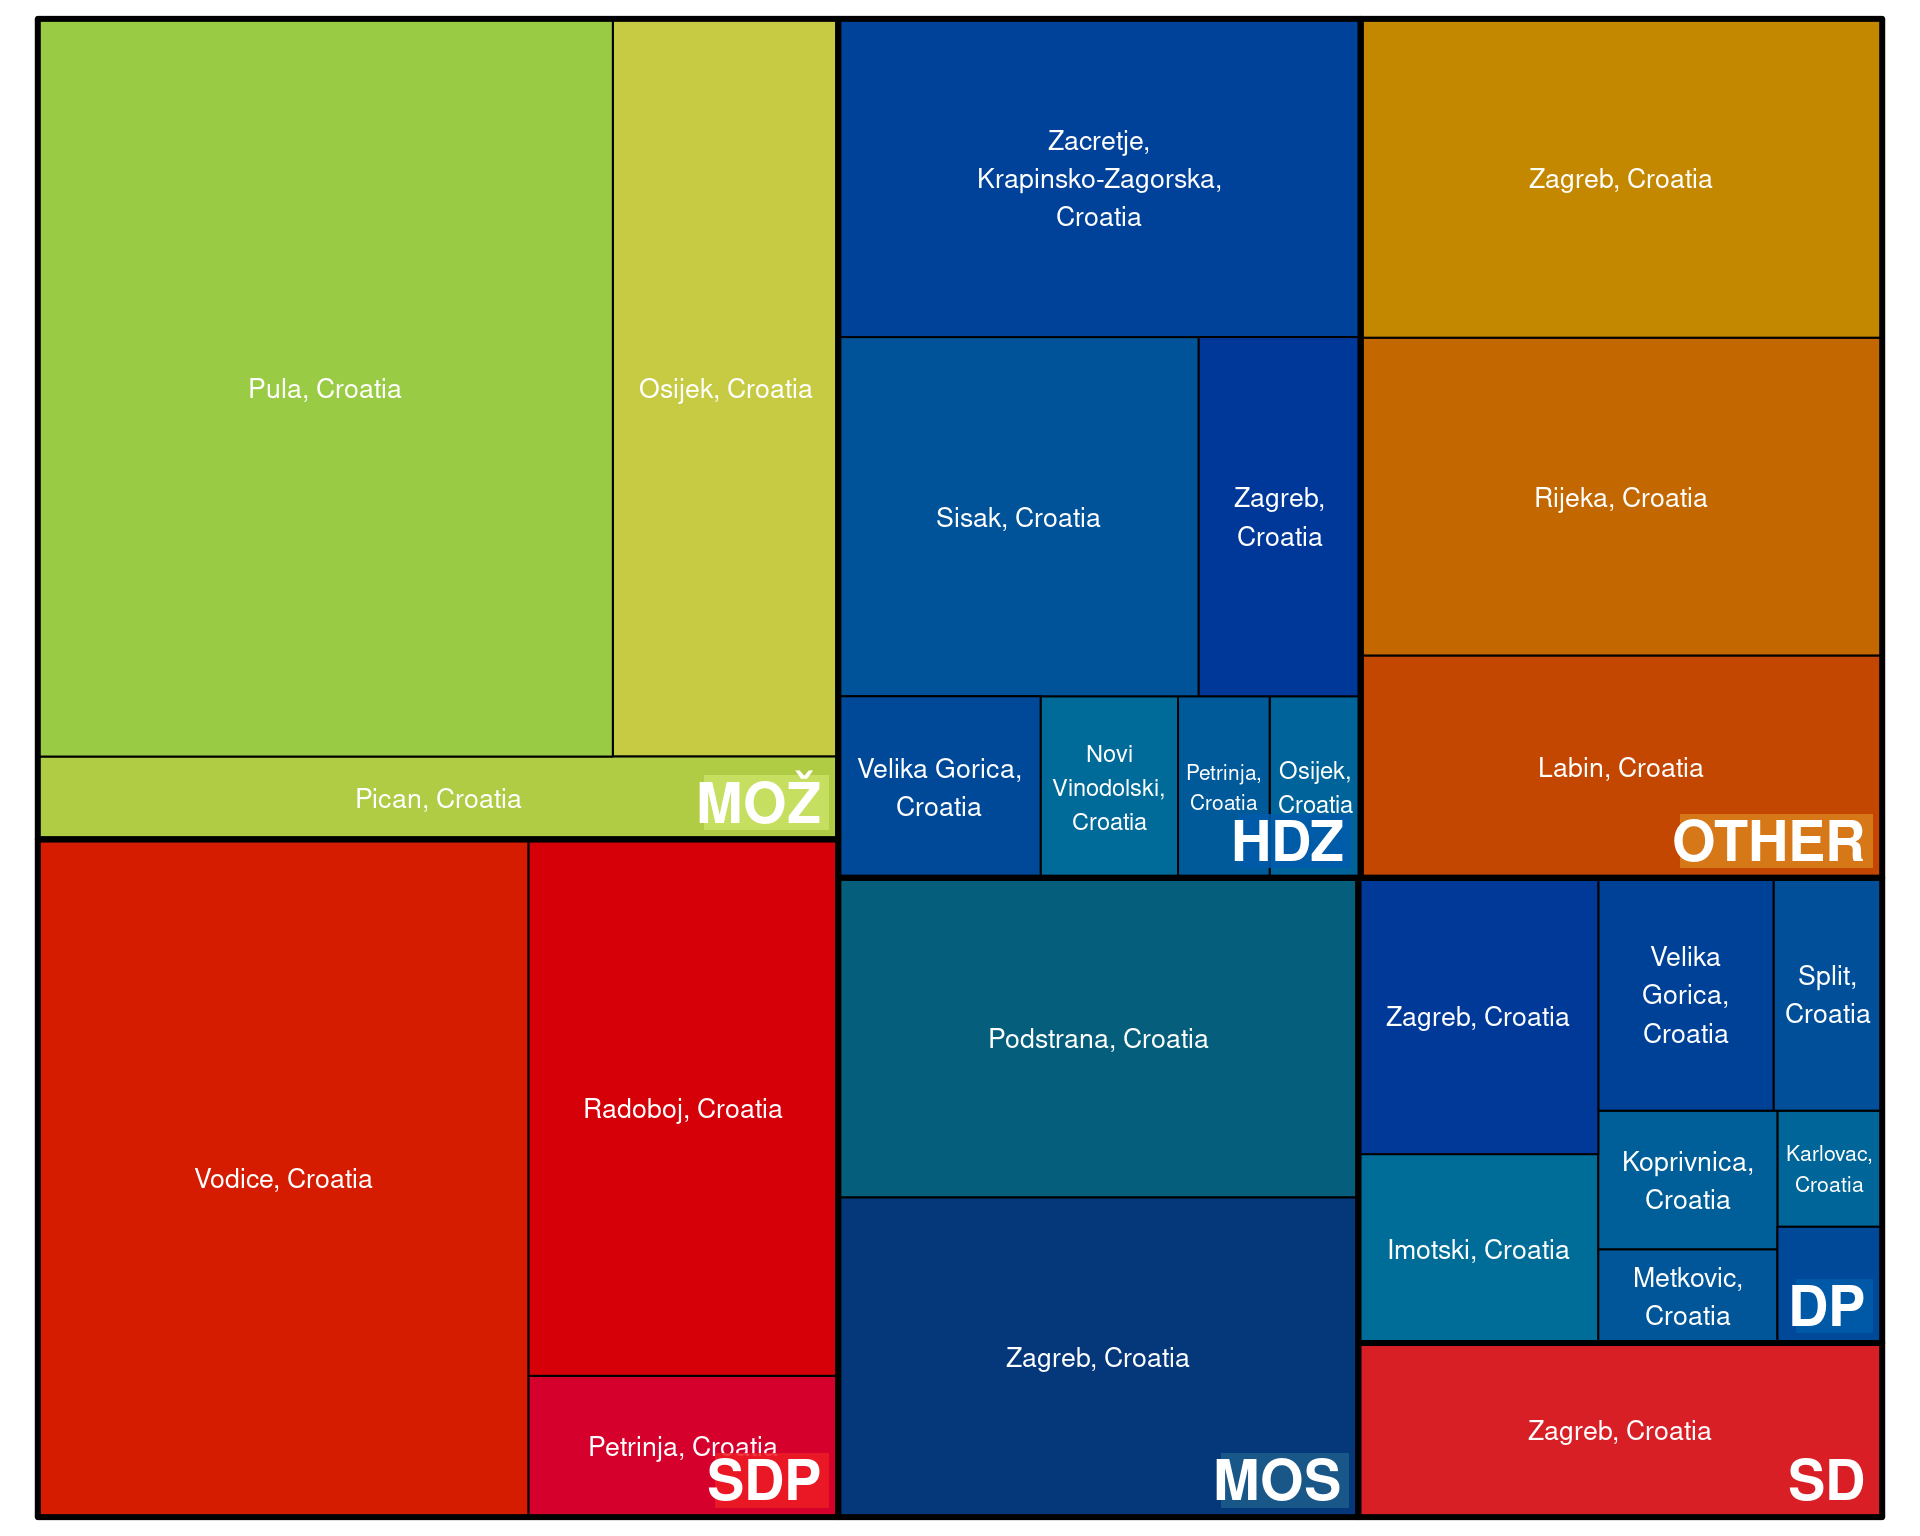 Pula, Croatia
Osijek, Croatia
Pican, Croatia
MOŽ
Zacretje,
Krapinsko-Zagorska,
Croatia
Sisak, Croatia
Zagreb,
Croatia
Velika Gorica,
Croatia
Novi
Vinodolski,
Croatia
Petrinja,
Croatia
Osijek,
Croatia
HDZ
Zagreb, Croatia
Rijeka, Croatia
Labin, Croatia
OTHER
Vodice, Croatia
Radoboj, Croatia
Petrinja, Croatia
SDP
Podstrana, Croatia
Zagreb, Croatia
MOS
Zagreb, Croatia
Velika
Gorica,
Croatia
Split,
Croatia
Imotski, Croatia
Koprivnica,
Croatia
Karlovac,
Croatia
Metkovic,
Croatia
DP
Zagreb, Croatia
SD